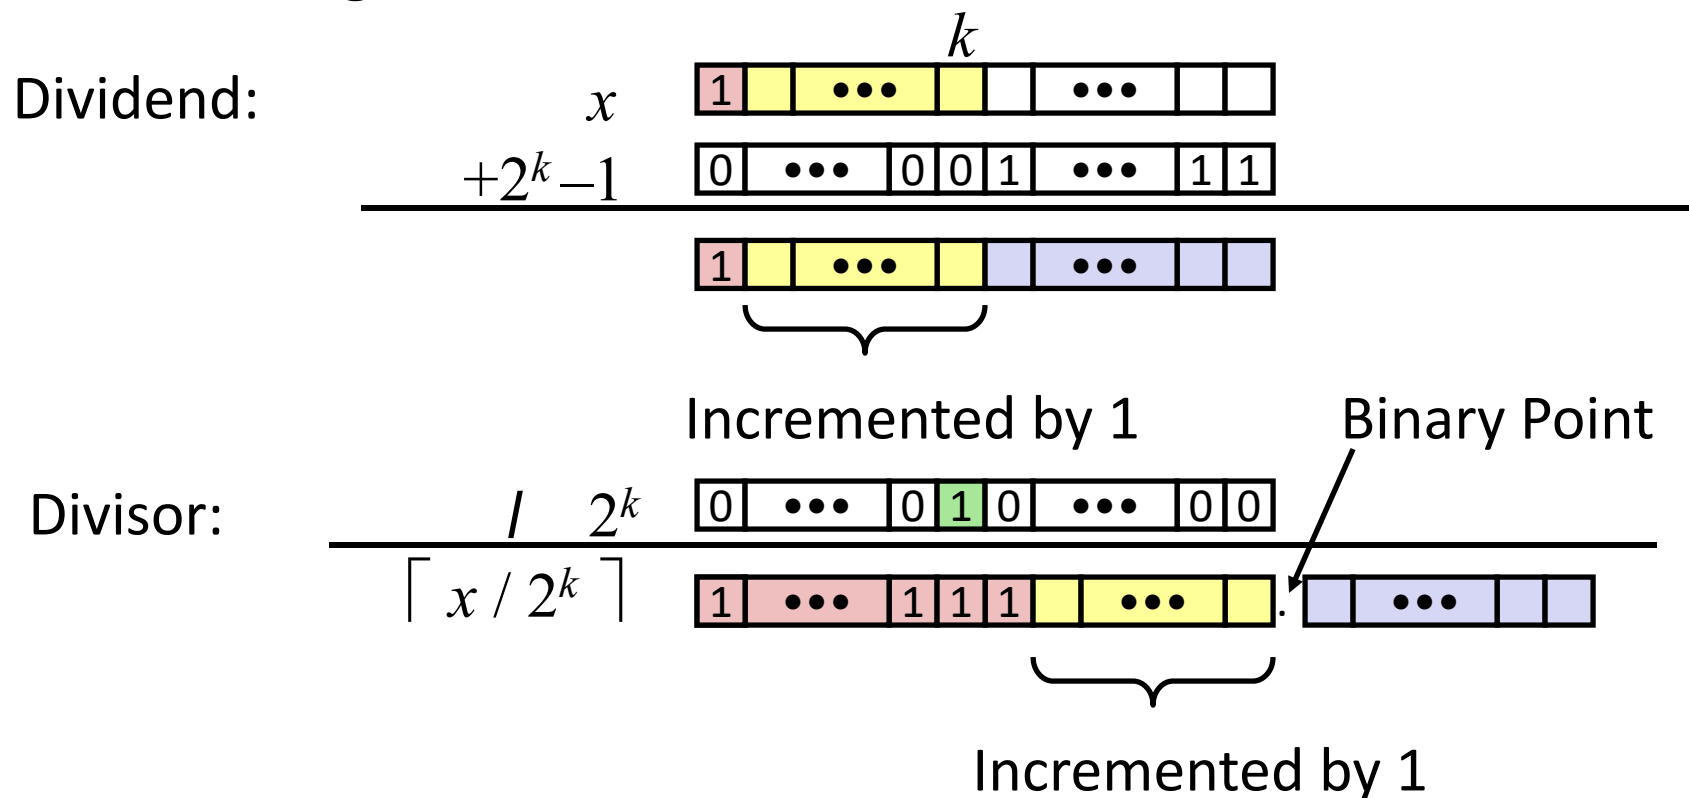 k
Dividend: x 1 ••• •••
+2^k –1 0 ••• 0 0 1 ••• 1 1
1 ••• •••
Incremented by 1 Binary Point
Divisor: / 2^k 0 ••• 0 1 0 ••• 0 0
⌈ x / 2^k ⌉ 1 ••• 1 1 1 ••• . •••
Incremented by 1